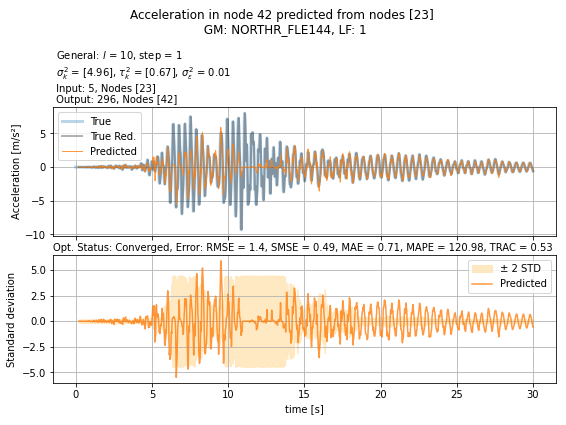 Acceleration in node 42 predicted from nodes [23]
GM: NORTHR_FLE144, LF: 1
General: l = 10, step = 1
σ²ₖ = [4.96], τ²ₖ = [0.67], σ²ε = 0.01
Input: 5, Nodes [23]
Output: 296, Nodes [42]
True
True Red.
Predicted
Acceleration [m/s²]
5
0
−5
−10
Opt. Status: Converged, Error: RMSE = 1.4, SMSE = 0.49, MAE = 0.71, MAPE = 120.98, TRAC = 0.53
± 2 STD
Predicted
Standard deviation
5.0
2.5
0.0
−2.5
−5.0
0 5 10 15 20 25 30
time [s]